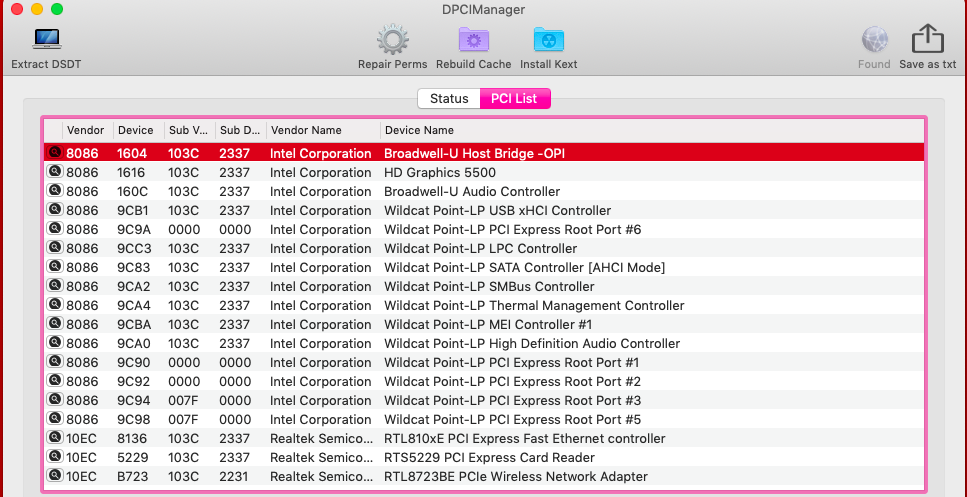 DPCIManager
Extract DSDT Repair Perms Rebuild Cache Install Kext Found Save as txt
Status PCI List
Vendor Device Sub V... Sub D... Vendor Name Device Name
8086 1604 103C 2337 Intel Corporation Broadwell-U Host Bridge -OPI
8086 1616 103C 2337 Intel Corporation HD Graphics 5500
8086 160C 103C 2337 Intel Corporation Broadwell-U Audio Controller
8086 9CB1 103C 2337 Intel Corporation Wildcat Point-LP USB xHCI Controller
8086 9C9A 0000 0000 Intel Corporation Wildcat Point-LP PCI Express Root Port #6
8086 9CC3 103C 2337 Intel Corporation Wildcat Point-LP LPC Controller
8086 9C83 103C 2337 Intel Corporation Wildcat Point-LP SATA Controller [AHCI Mode]
8086 9CA2 103C 2337 Intel Corporation Wildcat Point-LP SMBus Controller
8086 9CA4 103C 2337 Intel Corporation Wildcat Point-LP Thermal Management Controller
8086 9CBA 103C 2337 Intel Corporation Wildcat Point-LP MEI Controller #1
8086 9CA0 103C 2337 Intel Corporation Wildcat Point-LP High Definition Audio Controller
8086 9C90 0000 0000 Intel Corporation Wildcat Point-LP PCI Express Root Port #1
8086 9C92 0000 0000 Intel Corporation Wildcat Point-LP PCI Express Root Port #2
8086 9C94 007F 0000 Intel Corporation Wildcat Point-LP PCI Express Root Port #3
8086 9C98 007F 0000 Intel Corporation Wildcat Point-LP PCI Express Root Port #5
10EC 8136 103C 2337 Realtek Semico... RTL810xE PCI Express Fast Ethernet controller
10EC 5229 103C 2337 Realtek Semico... RTS5229 PCI Express Card Reader
10EC B723 103C 2231 Realtek Semico... RTL8723BE PCIe Wireless Network Adapter